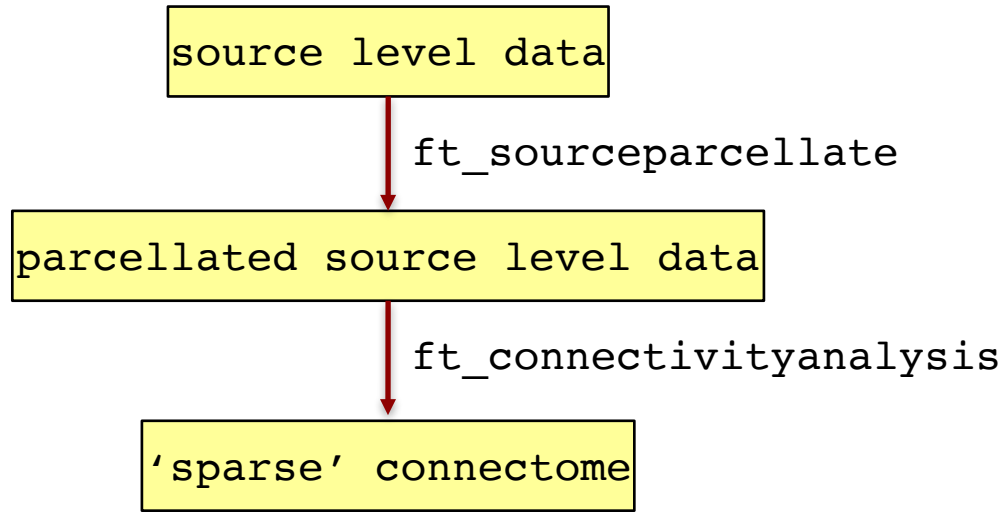 source level data
ft_sourceparcellate
parcellated source level data
ft_connectivityanalysis
‘sparse’ connectome